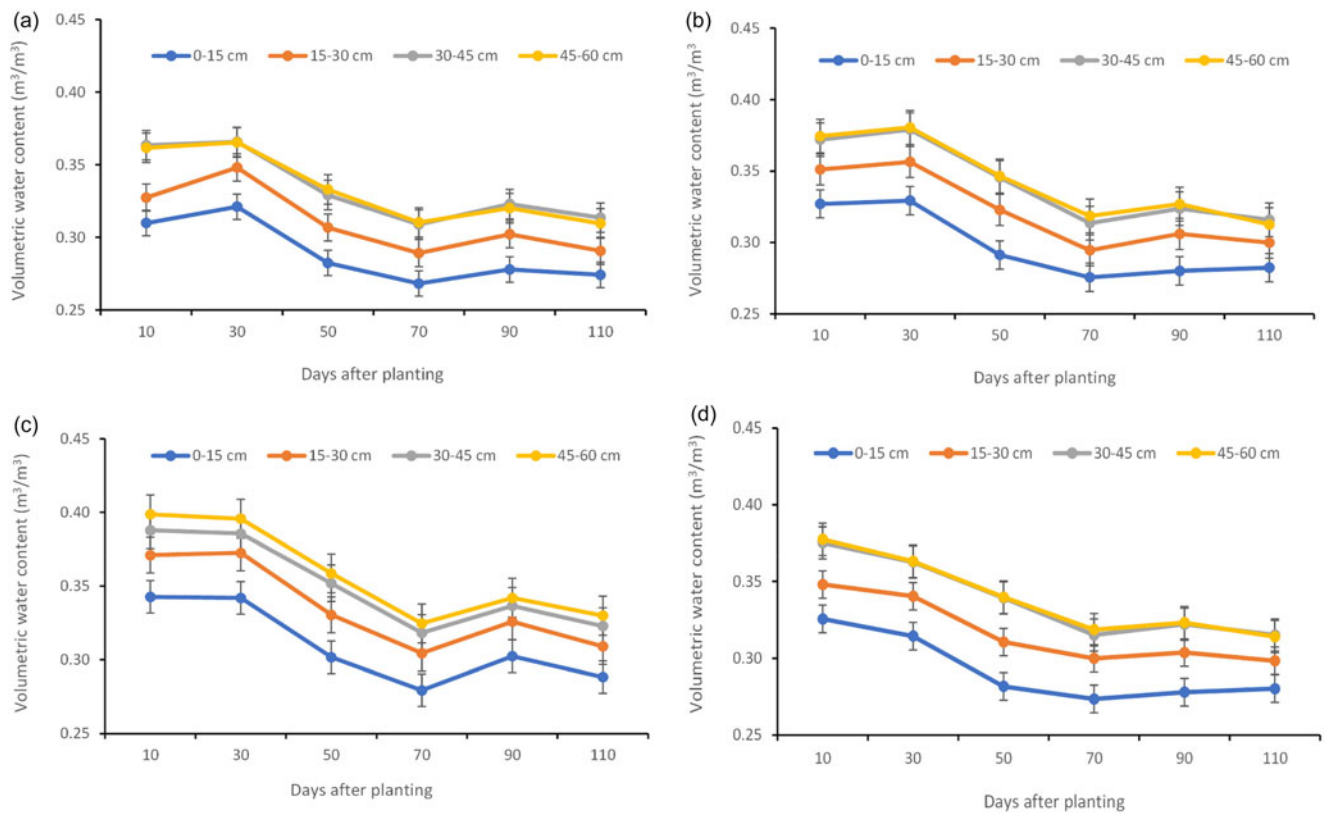 (a)
0.45
0-15 cm 15-30 cm 30-45 cm 45-60 cm
0.40
0.35
0.30
0.25
10 30 50 70 90 110
Volumetric water content (m³/m³)
Days after planting
(b)
0.45
0-15 cm 15-30 cm 30-45 cm 45-60 cm
0.40
0.35
0.30
0.25
10 30 50 70 90 110
Volumetric water content (m³/m³
Days after planting
(c)
0.45
0-15 cm 15-30 cm 30-45 cm 45-60 cm
0.40
0.35
0.30
0.25
10 30 50 70 90 110
Volumetric water content (m³/m³)
Days after planting
(d)
0.45
0-15 cm 15-30 cm 30-45 cm 45-60 cm
0.40
0.35
0.30
0.25
10 30 50 70 90 110
Volumetric water content (m³/m³)
Days after planting